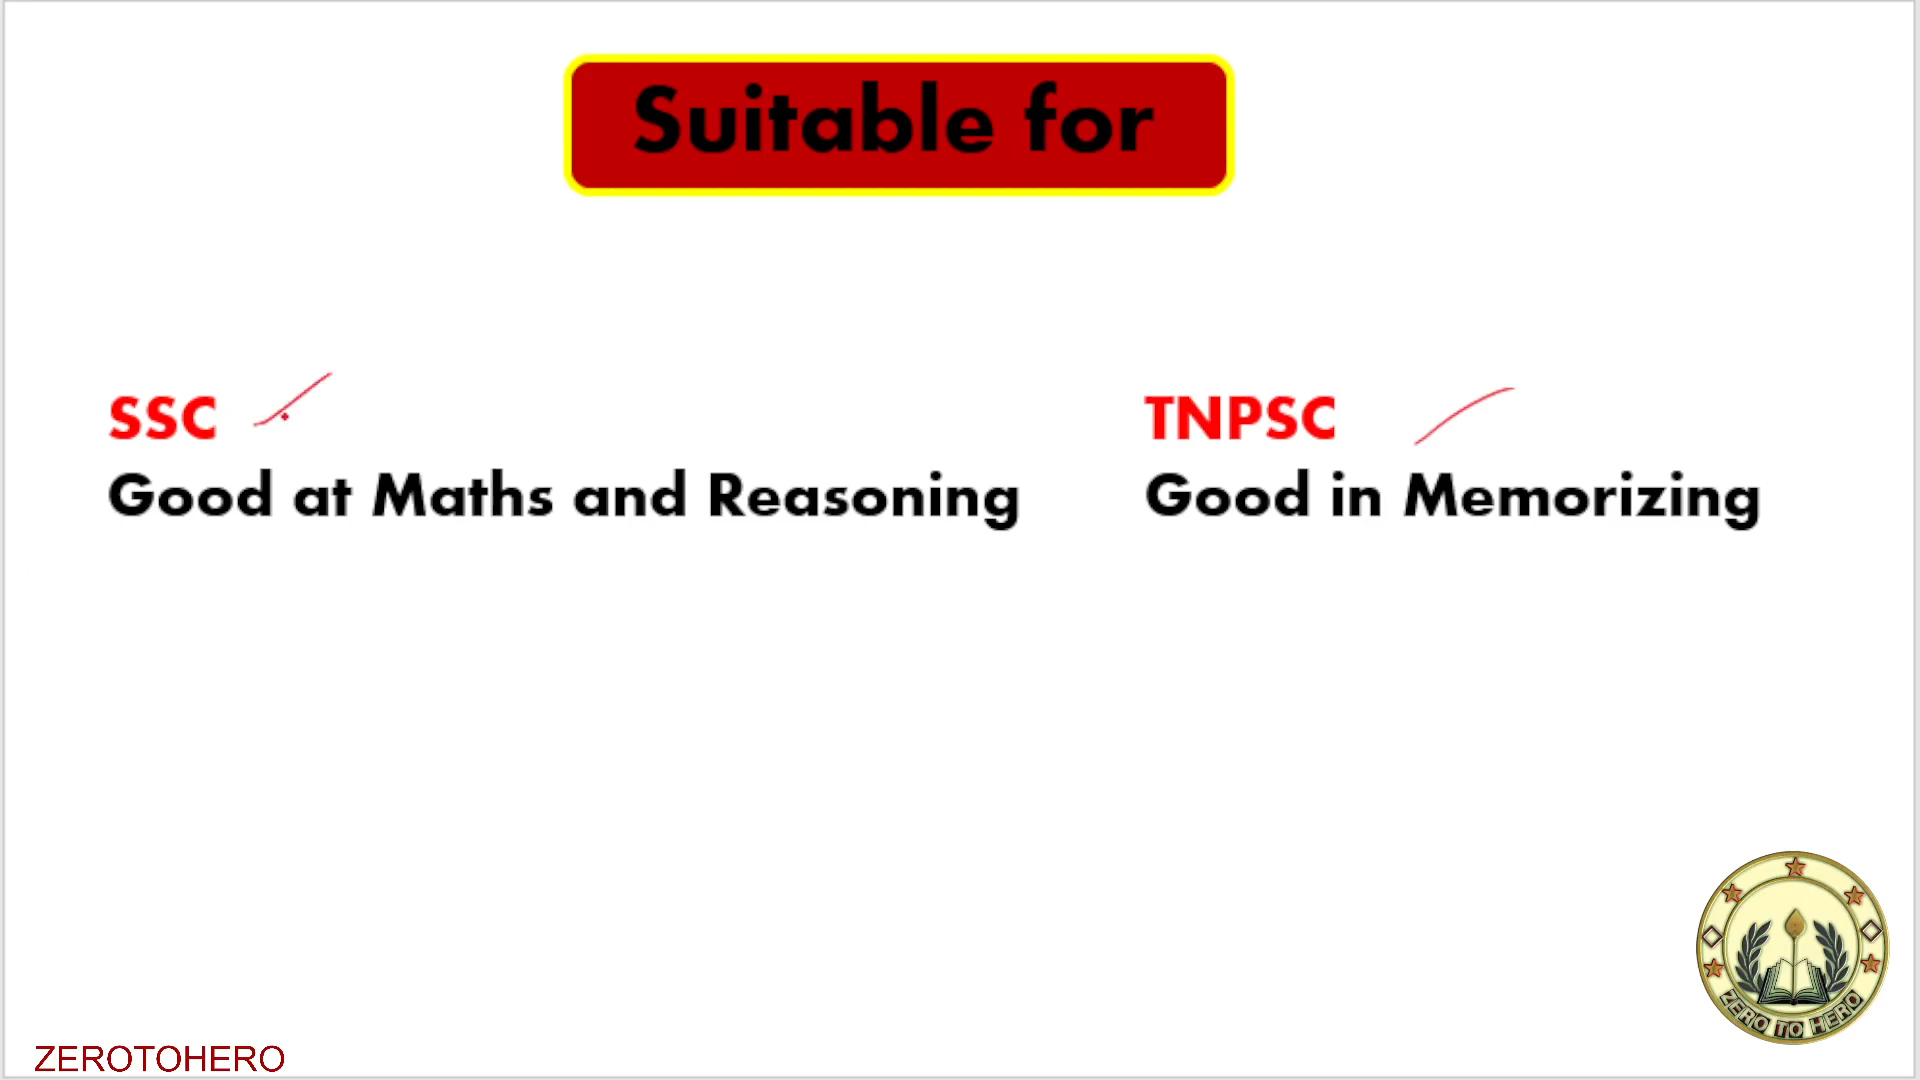 Suitable for
SSC
Good at Maths and Reasoning
TNPSC
Good in Memorizing
ZERO TO HERO
ZEROTOHERO